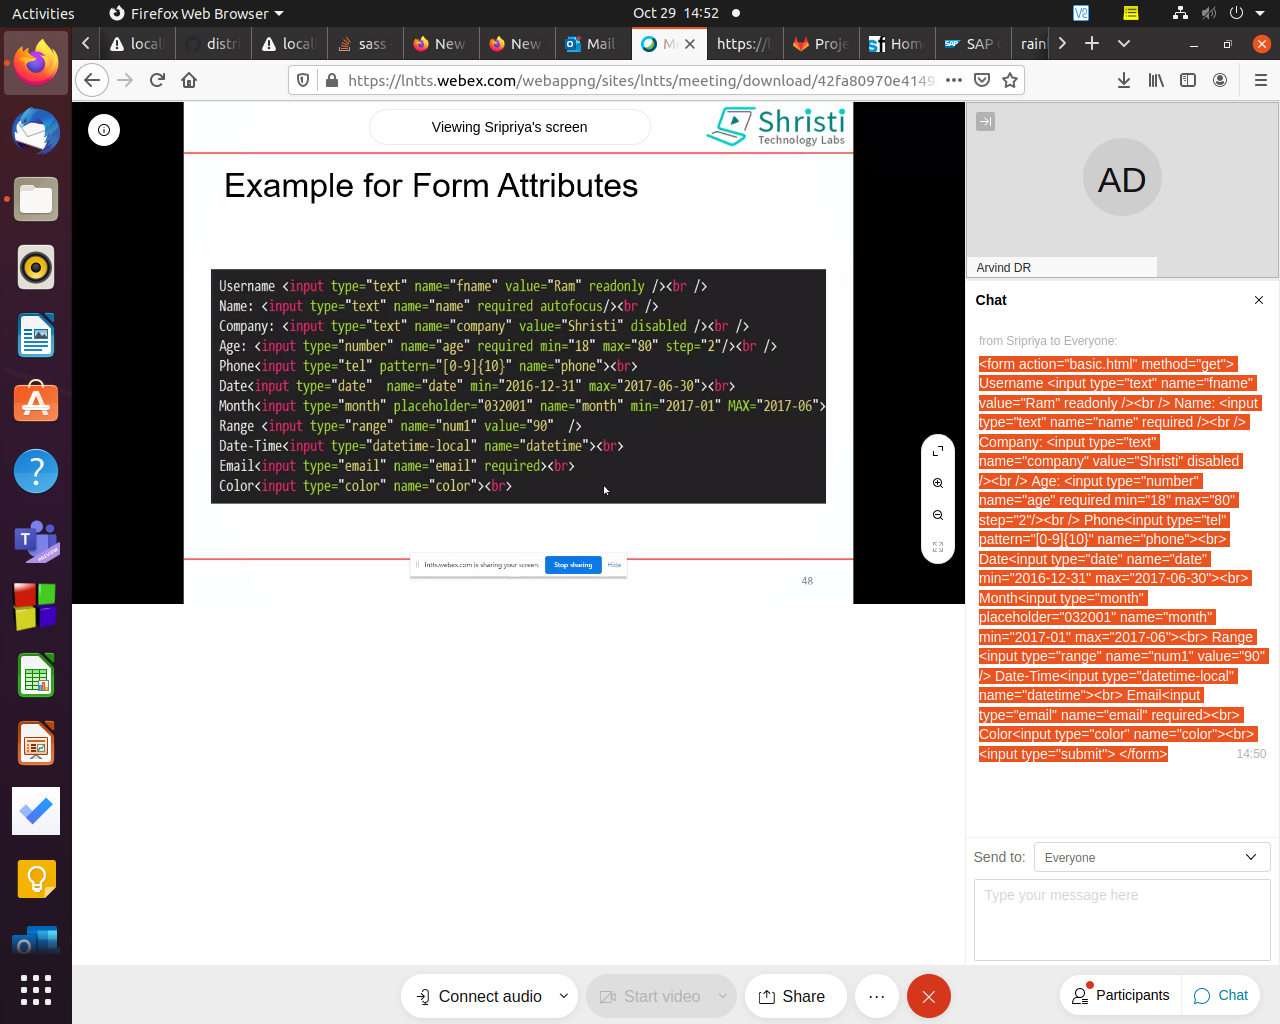 Activities
Firefox Web Browser
Oct 29 14:52
local
distr
local
sass
New
New
Mail
M
https://l
Proje
Hom
SAP
rain
https://lntts.webex.com/webappng/sites/lntts/meeting/download/42fa80970e4149
Viewing Sripriya's screen
Shristi
Technology Labs
Example for Form Attributes
Username <input type="text" name="fname" value="Ram" readonly /><br />
Name: <input type="text" name="name" required autofocus/><br />
Company: <input type="text" name="company" value="Shristi" disabled /><br />
Age: <input type="number" name="age" required min="18" max="80" step="2"/><br />
Phone<input type="tel" pattern="[0-9]{10}" name="phone"><br>
Date<input type="date"  name="date" min="2016-12-31" max="2017-06-30"><br>
Month<input type="month" placeholder="032001" name="month" min="2017-01" MAX="2017-06">
Range <input type="range" name="num1" value="90"  />
Date-Time<input type="datetime-local" name="datetime"><br>
Email<input type="email" name="email" required><br>
Color<input type="color" name="color"><br>
lntts.webex.com is sharing your screen.
Stop sharing
Hide
48
AD
Arvind DR
Chat
from Sripriya to Everyone:
<form action="basic.html" method="get">
Username <input type="text" name="fname"
value="Ram" readonly /><br /> Name: <input
type="text" name="name" required /><br />
Company: <input type="text"
name="company" value="Shristi" disabled
/><br /> Age: <input type="number"
name="age" required min="18" max="80"
step="2"/><br /> Phone<input type="tel"
pattern="[0-9]{10}" name="phone"><br>
Date<input type="date" name="date"
min="2016-12-31" max="2017-06-30"><br>
Month<input type="month"
placeholder="032001" name="month"
min="2017-01" max="2017-06"><br> Range
<input type="range" name="num1" value="90"
/> Date-Time<input type="datetime-local"
name="datetime"><br> Email<input
type="email" name="email" required><br>
Color<input type="color" name="color"><br>
<input type="submit"> </form>
14:50
Send to:
Everyone
Type your message here
Connect audio
Start video
Share
Participants
Chat